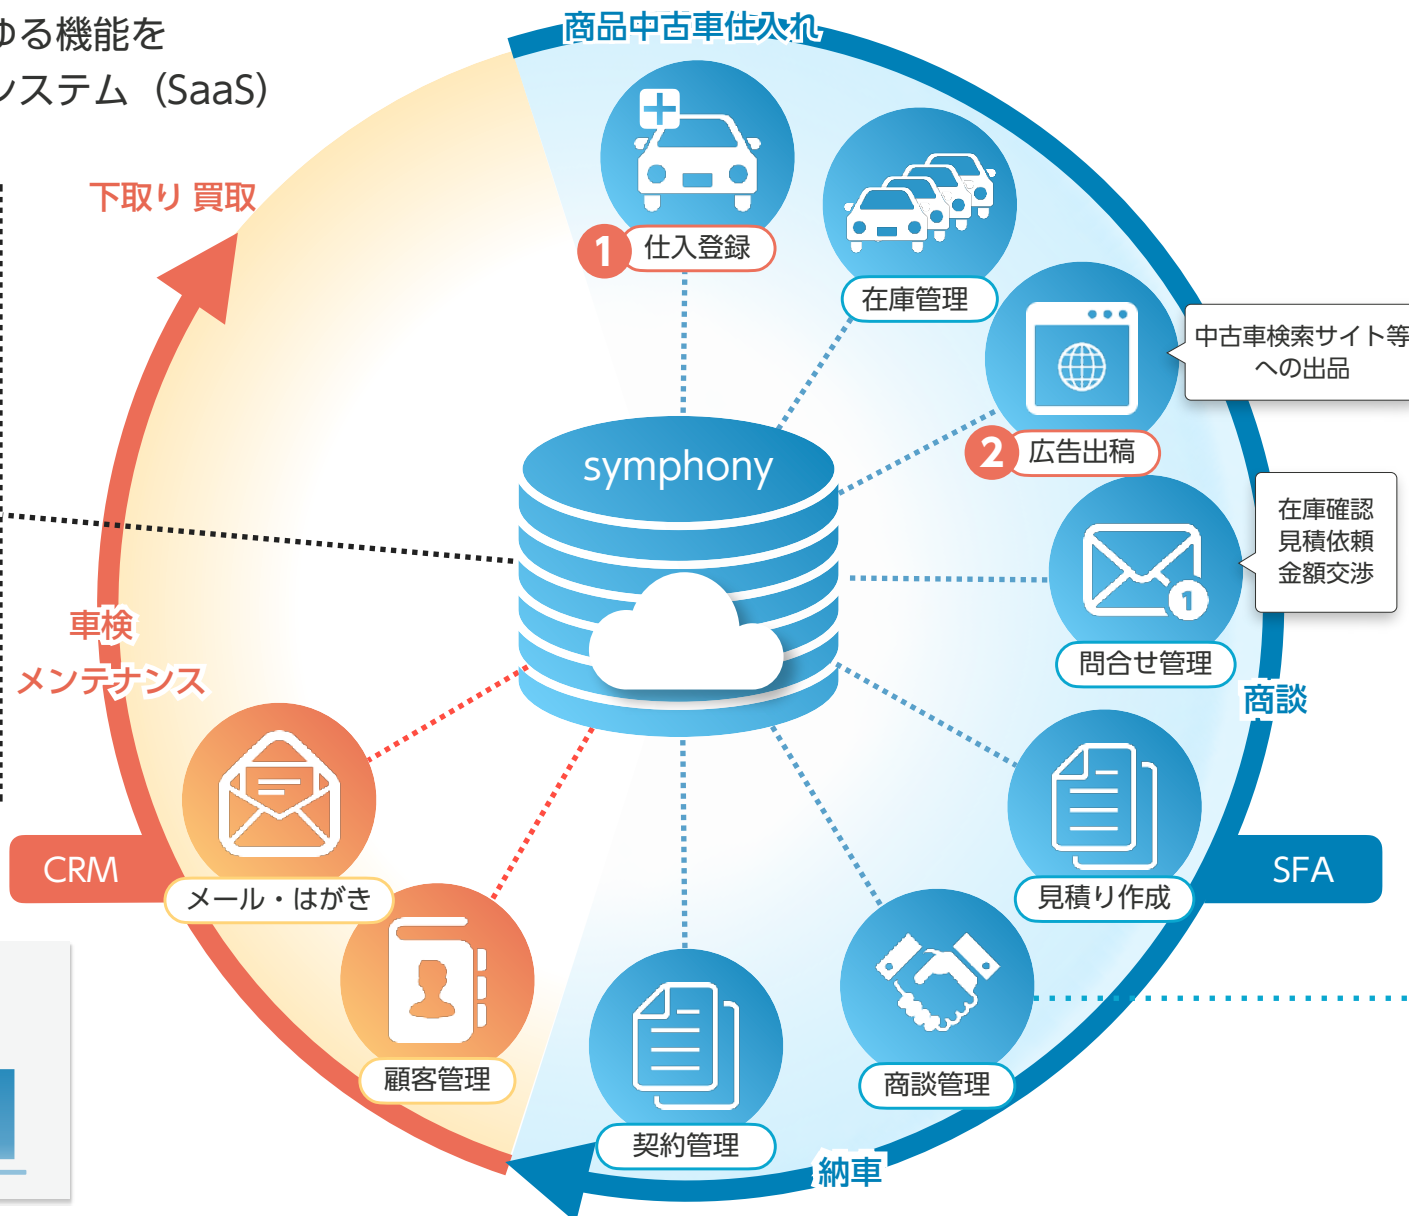 ゆる機能を
システム（SaaS）
商品中古車仕入れ
下取り 買取
1 仕入登録
在庫管理
中古車検索サイト等
への出品
2 広告出稿
symphony
在庫確認
見積依頼
金額交渉
1
問合せ管理
車検
メンテナンス
商談
CRM
SFA
メール・はがき
見積り作成
顧客管理
商談管理
契約管理
納車